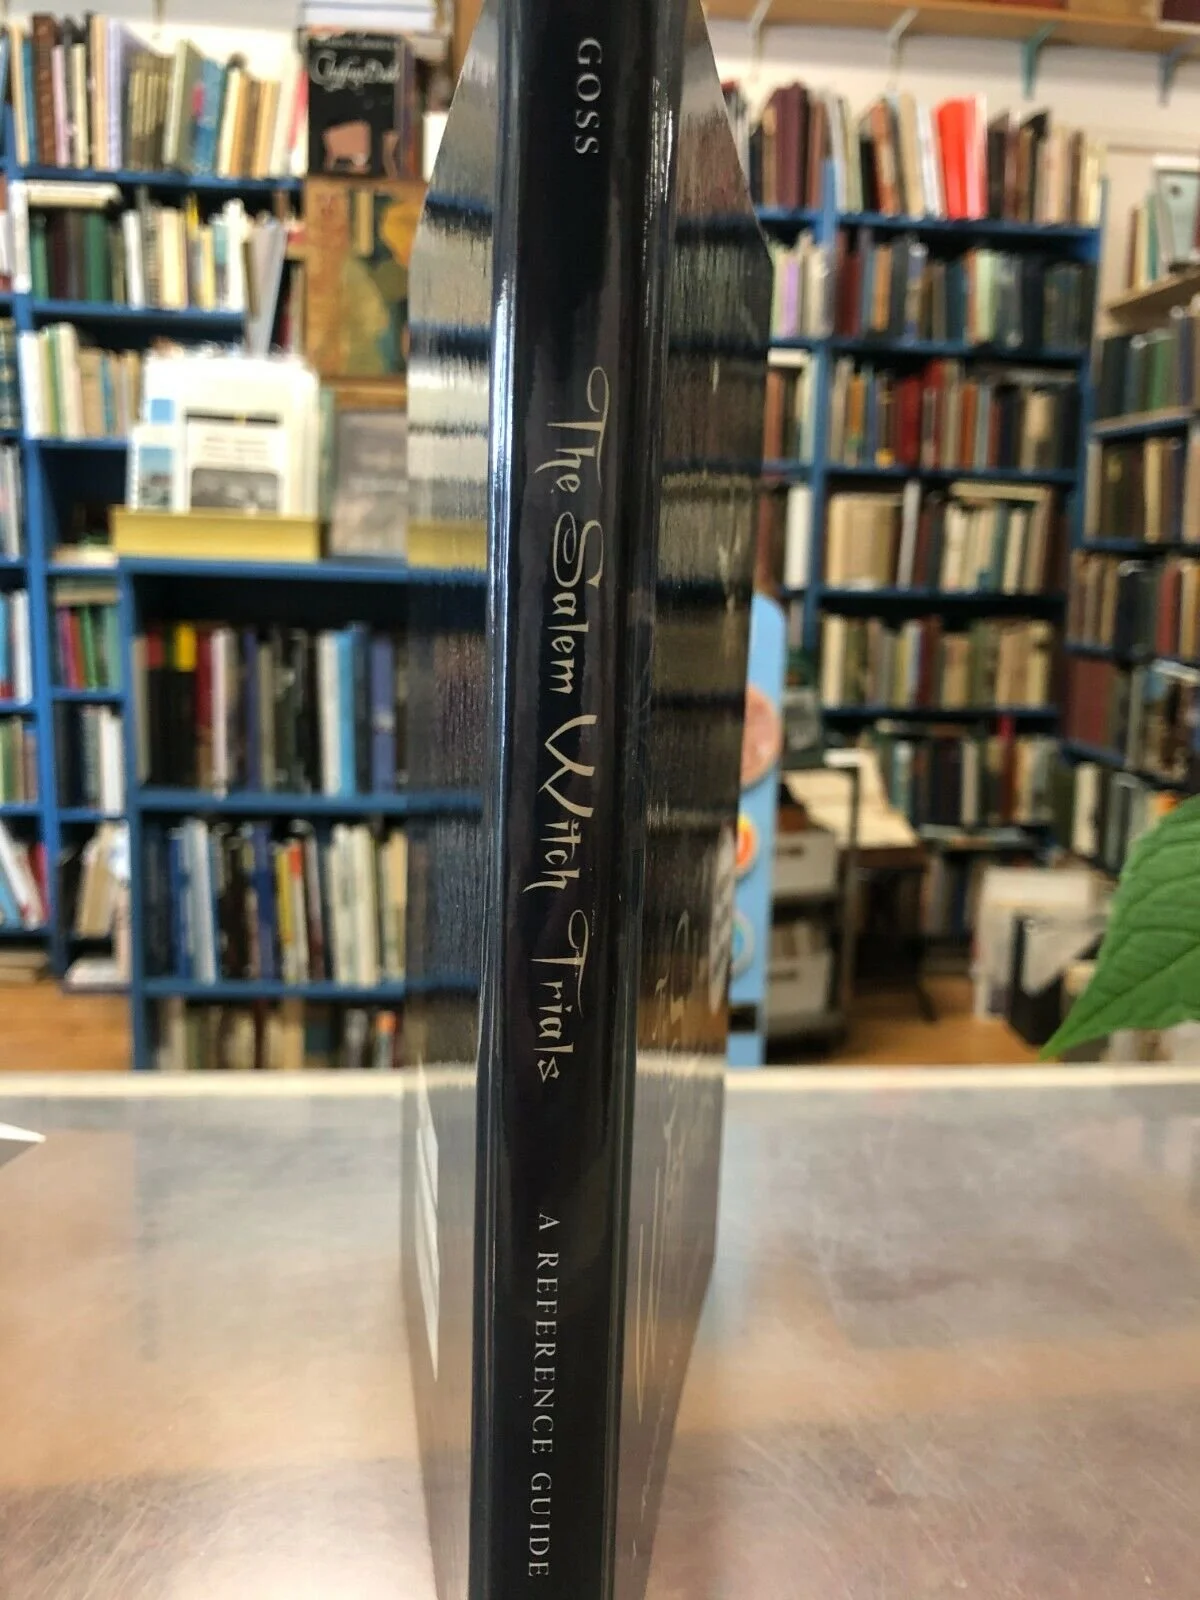 GOSS
The Salem Witch Trials
A REFERENCE GUIDE